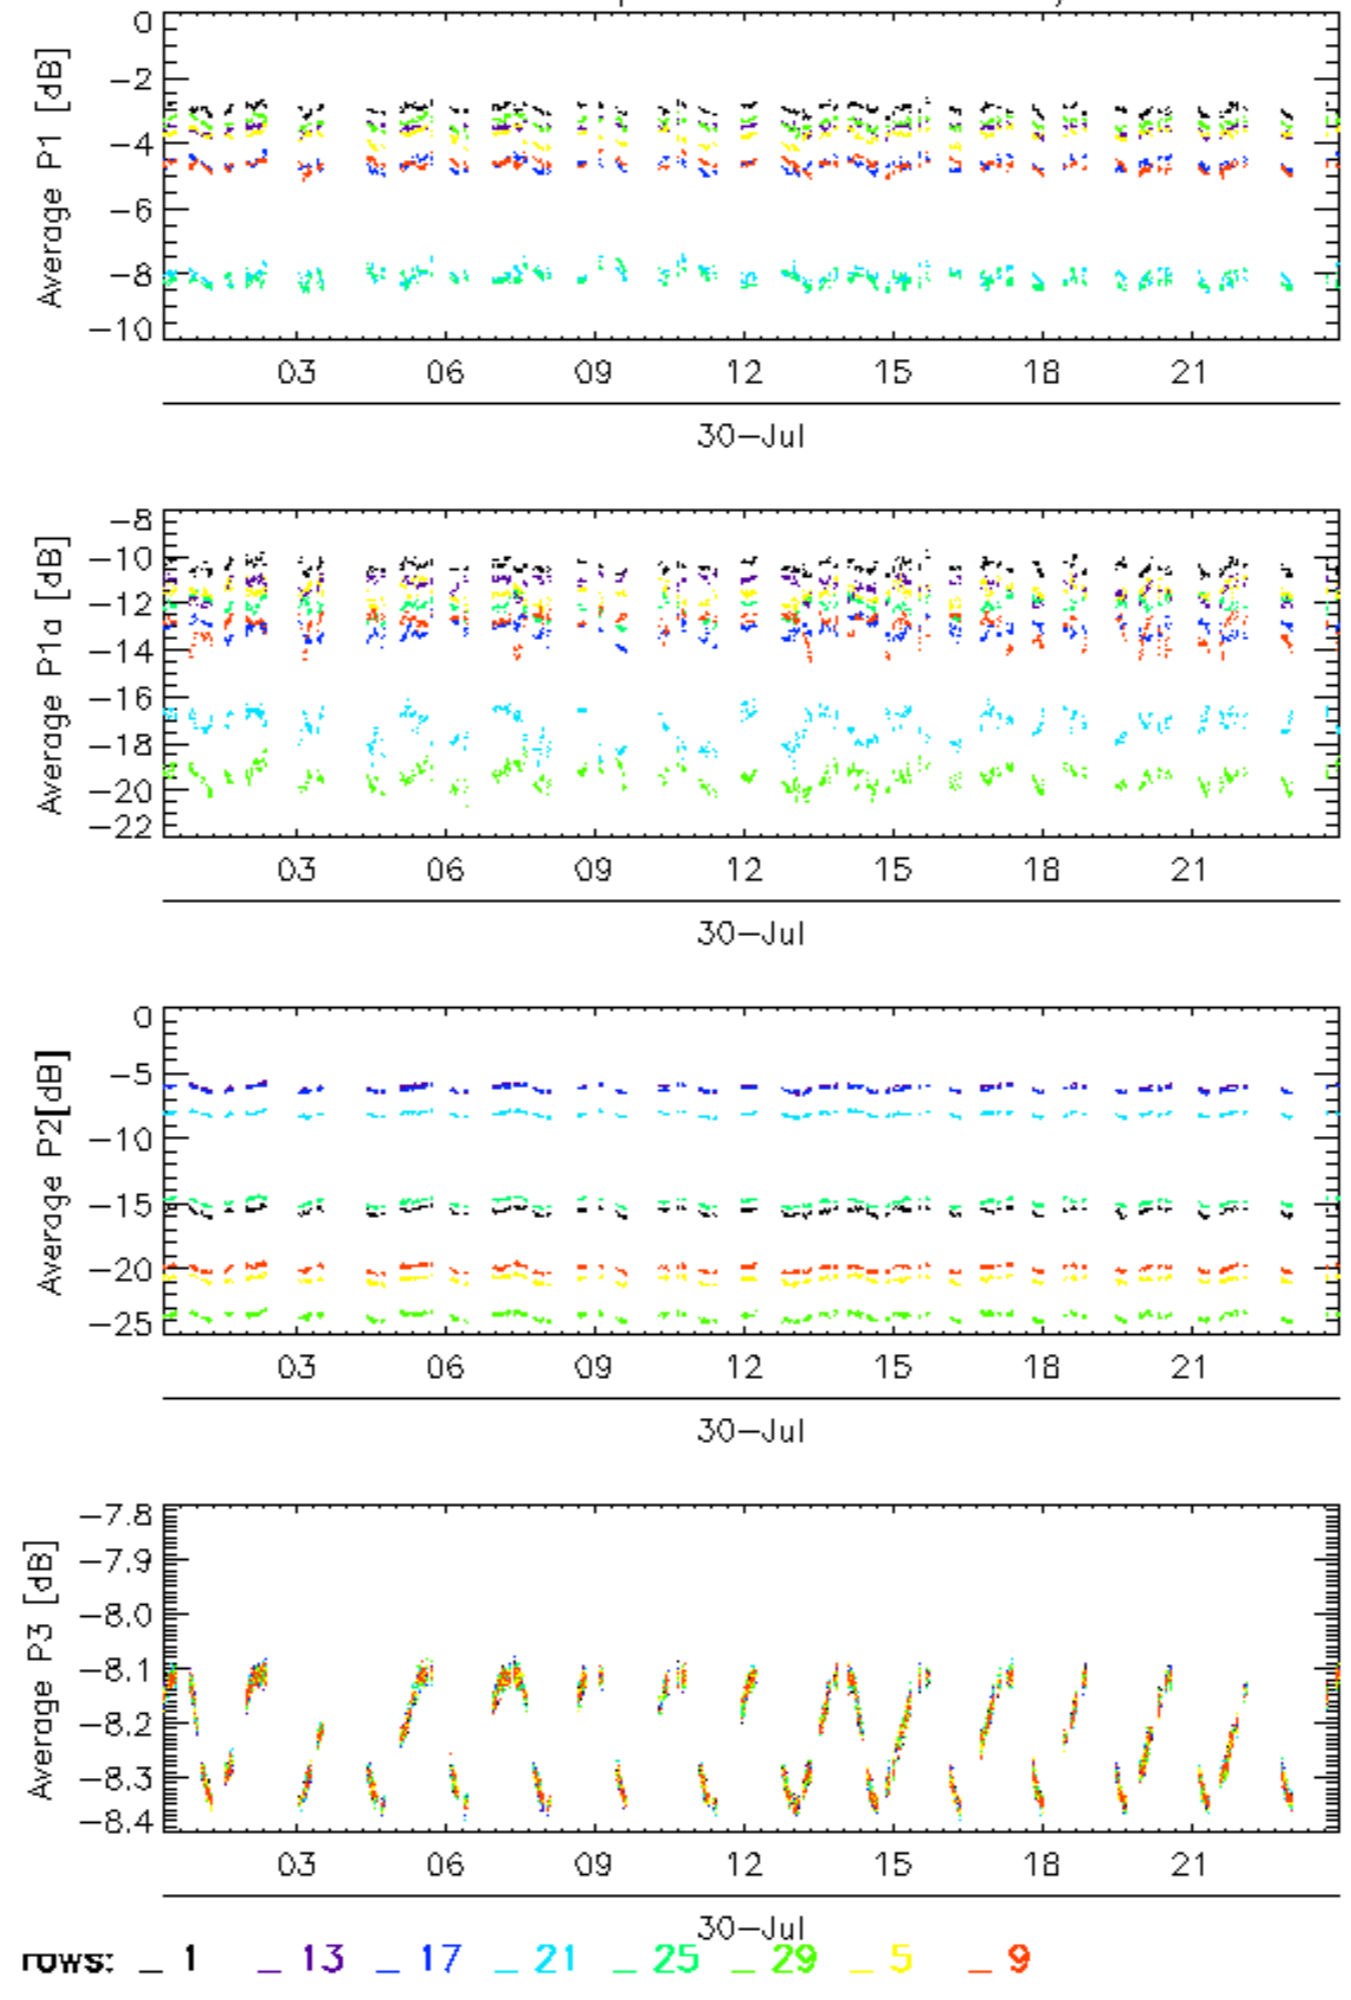 0
−2
−4
−6
−8
−10
Average P1 [dB]
03 06 09 12 15 18 21
30−Jul
−8
−10
−12
−14
−16
−18
−20
−22
Average P1a [dB]
03 06 09 12 15 18 21
30−Jul
0
−5
−10
−15
−20
−25
Average P2[dB]
03 06 09 12 15 18 21
30−Jul
−7.8
−7.9
−8.0
−8.1
−8.2
−8.3
−8.4
Average P3 [dB]
03 06 09 12 15 18 21
30−Jul
rows: _ 1 _ 13 _ 17 _ 21 _ 25 _ 29 _ 5 _ 9